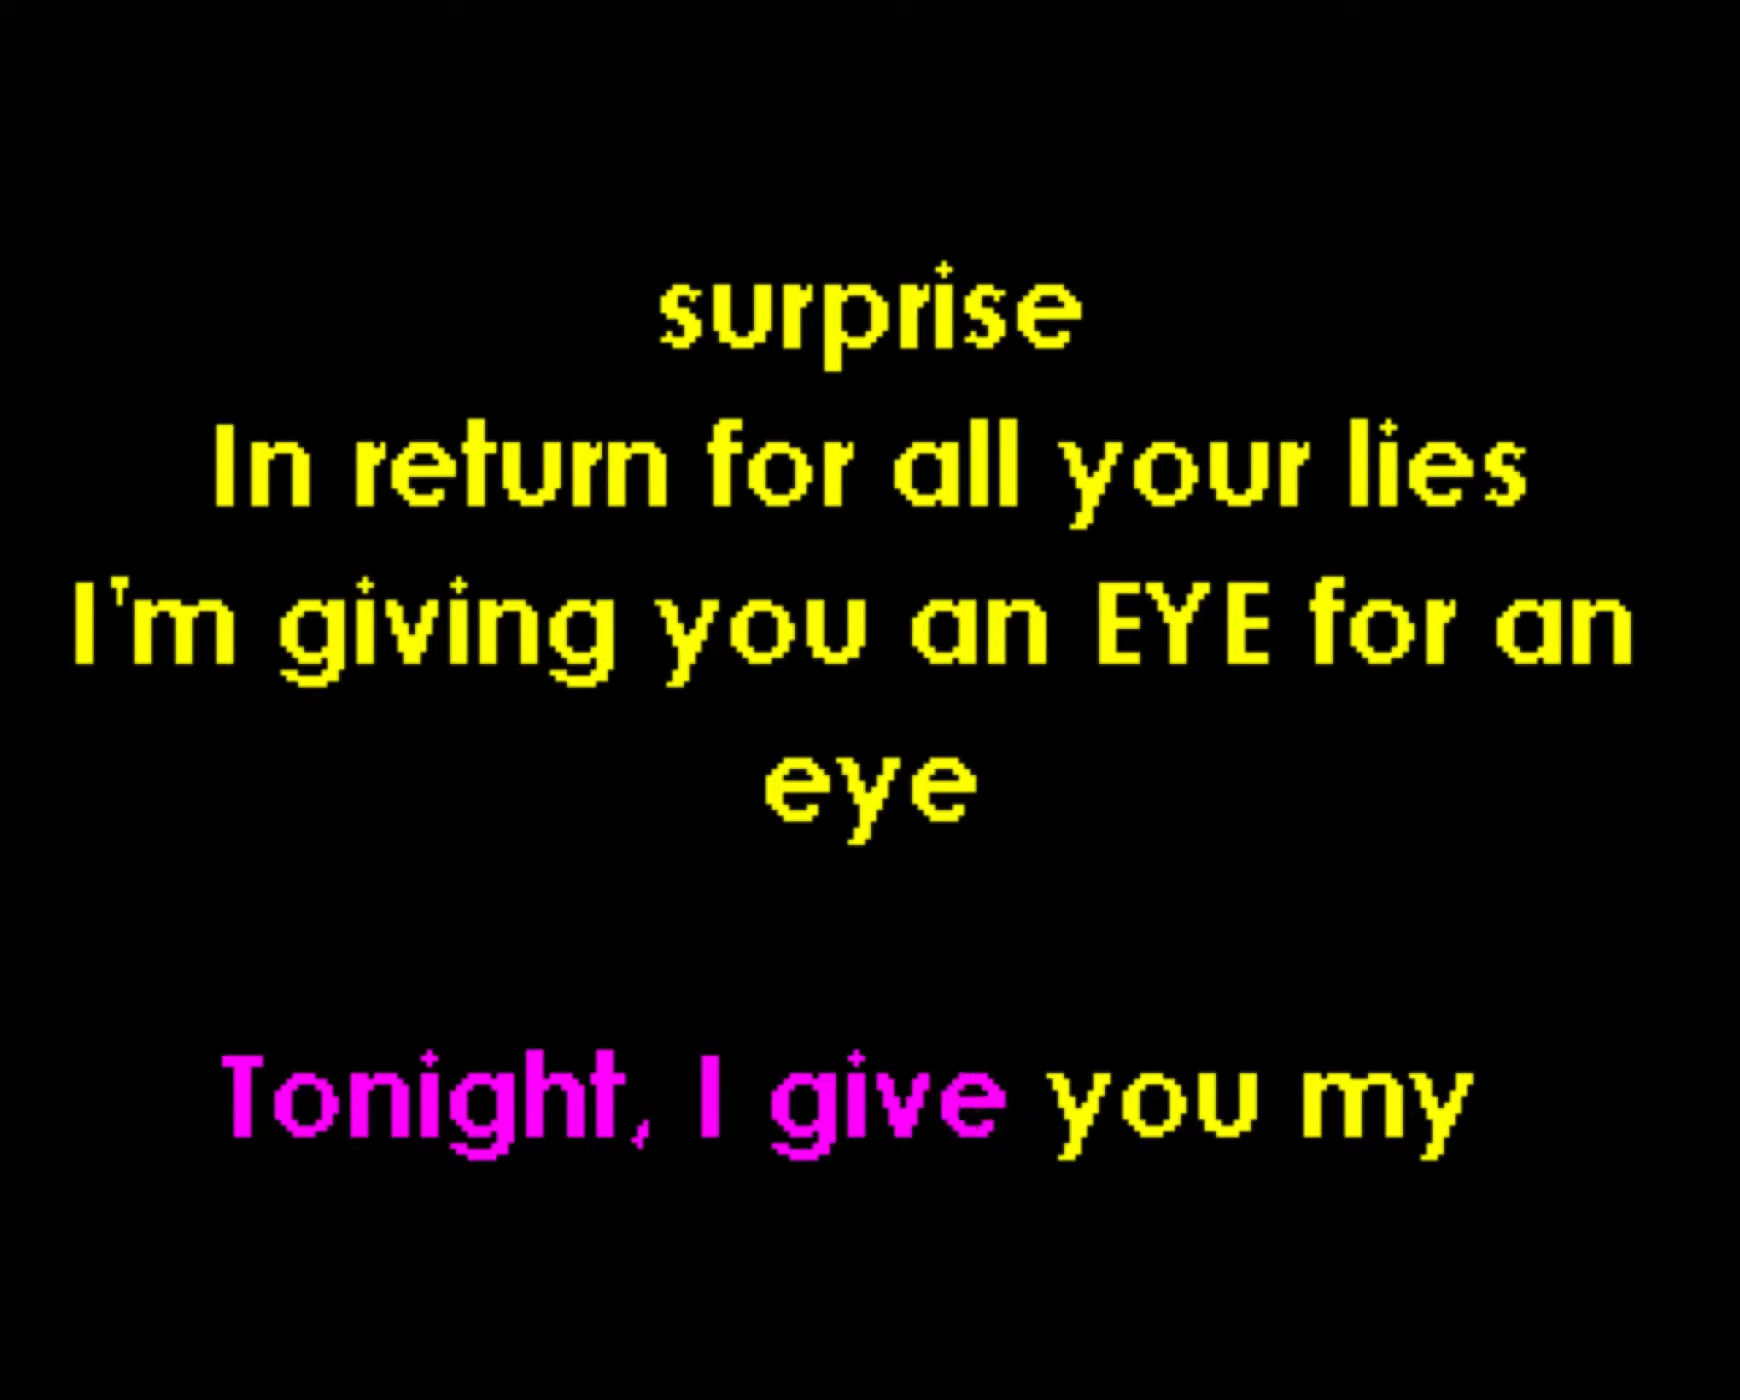 surprise
In return for all your lies
I'm giving you an EYE for an
eye
Tonight, I give you my